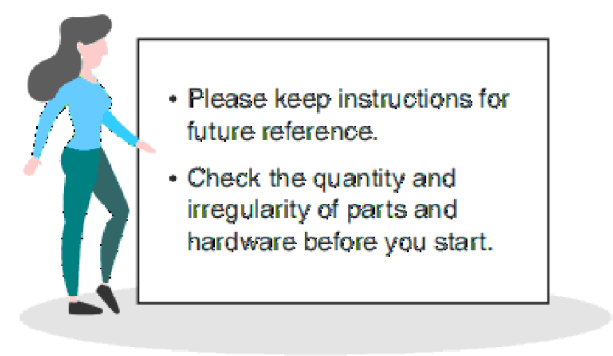 • Please keep instructions for
future reference.
• Check the quantity and
irregularity of parts and
hardware before you start.